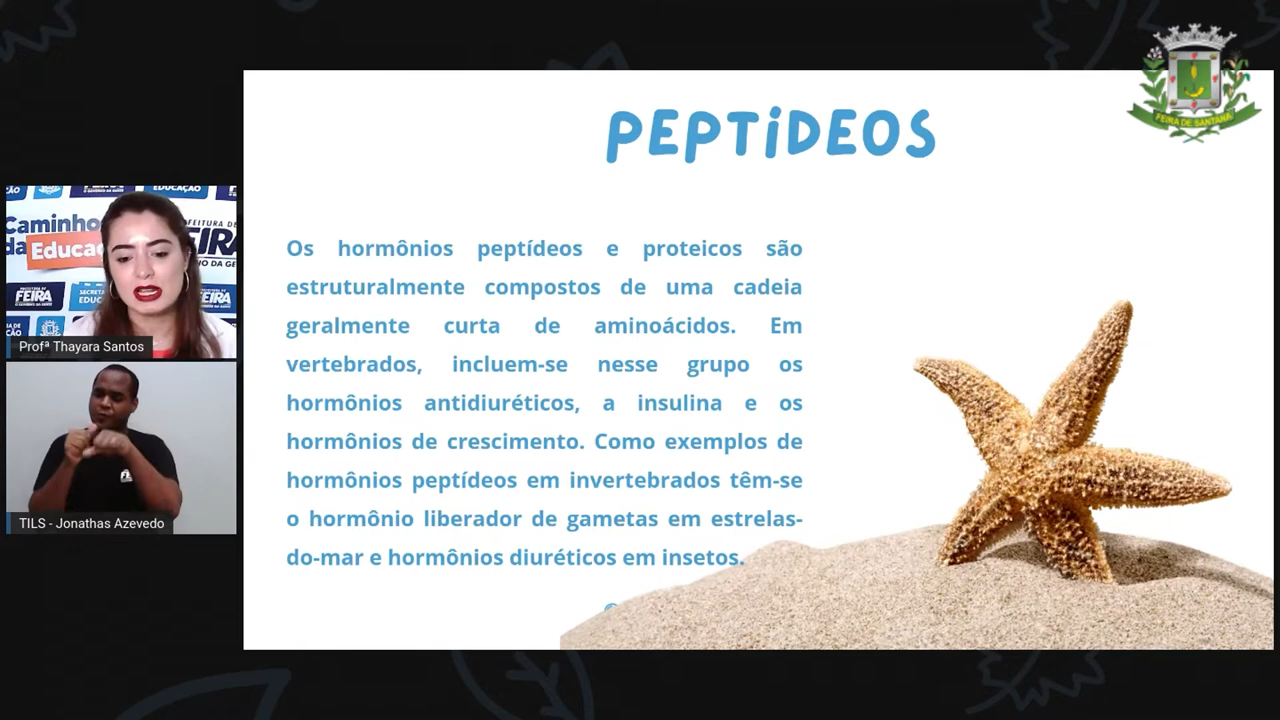 PEPTÍDEOS
Os hormônios peptídeos e proteicos são
estruturalmente compostos de uma cadeia
geralmente curta de aminoácidos. Em
vertebrados, incluem-se nesse grupo os
hormônios antidiuréticos, a insulina e os
hormônios de crescimento. Como exemplos de
hormônios peptídeos em invertebrados têm-se
o hormônio liberador de gametas em estrelas-
do-mar e hormônios diuréticos em insetos.
FEIRA DE SANTANA
EDUCAÇÃO
Caminhos
da Educa
PREFEITURA DE
FEIRA
Profª Thayara Santos
TILS - Jonathas Azevedo